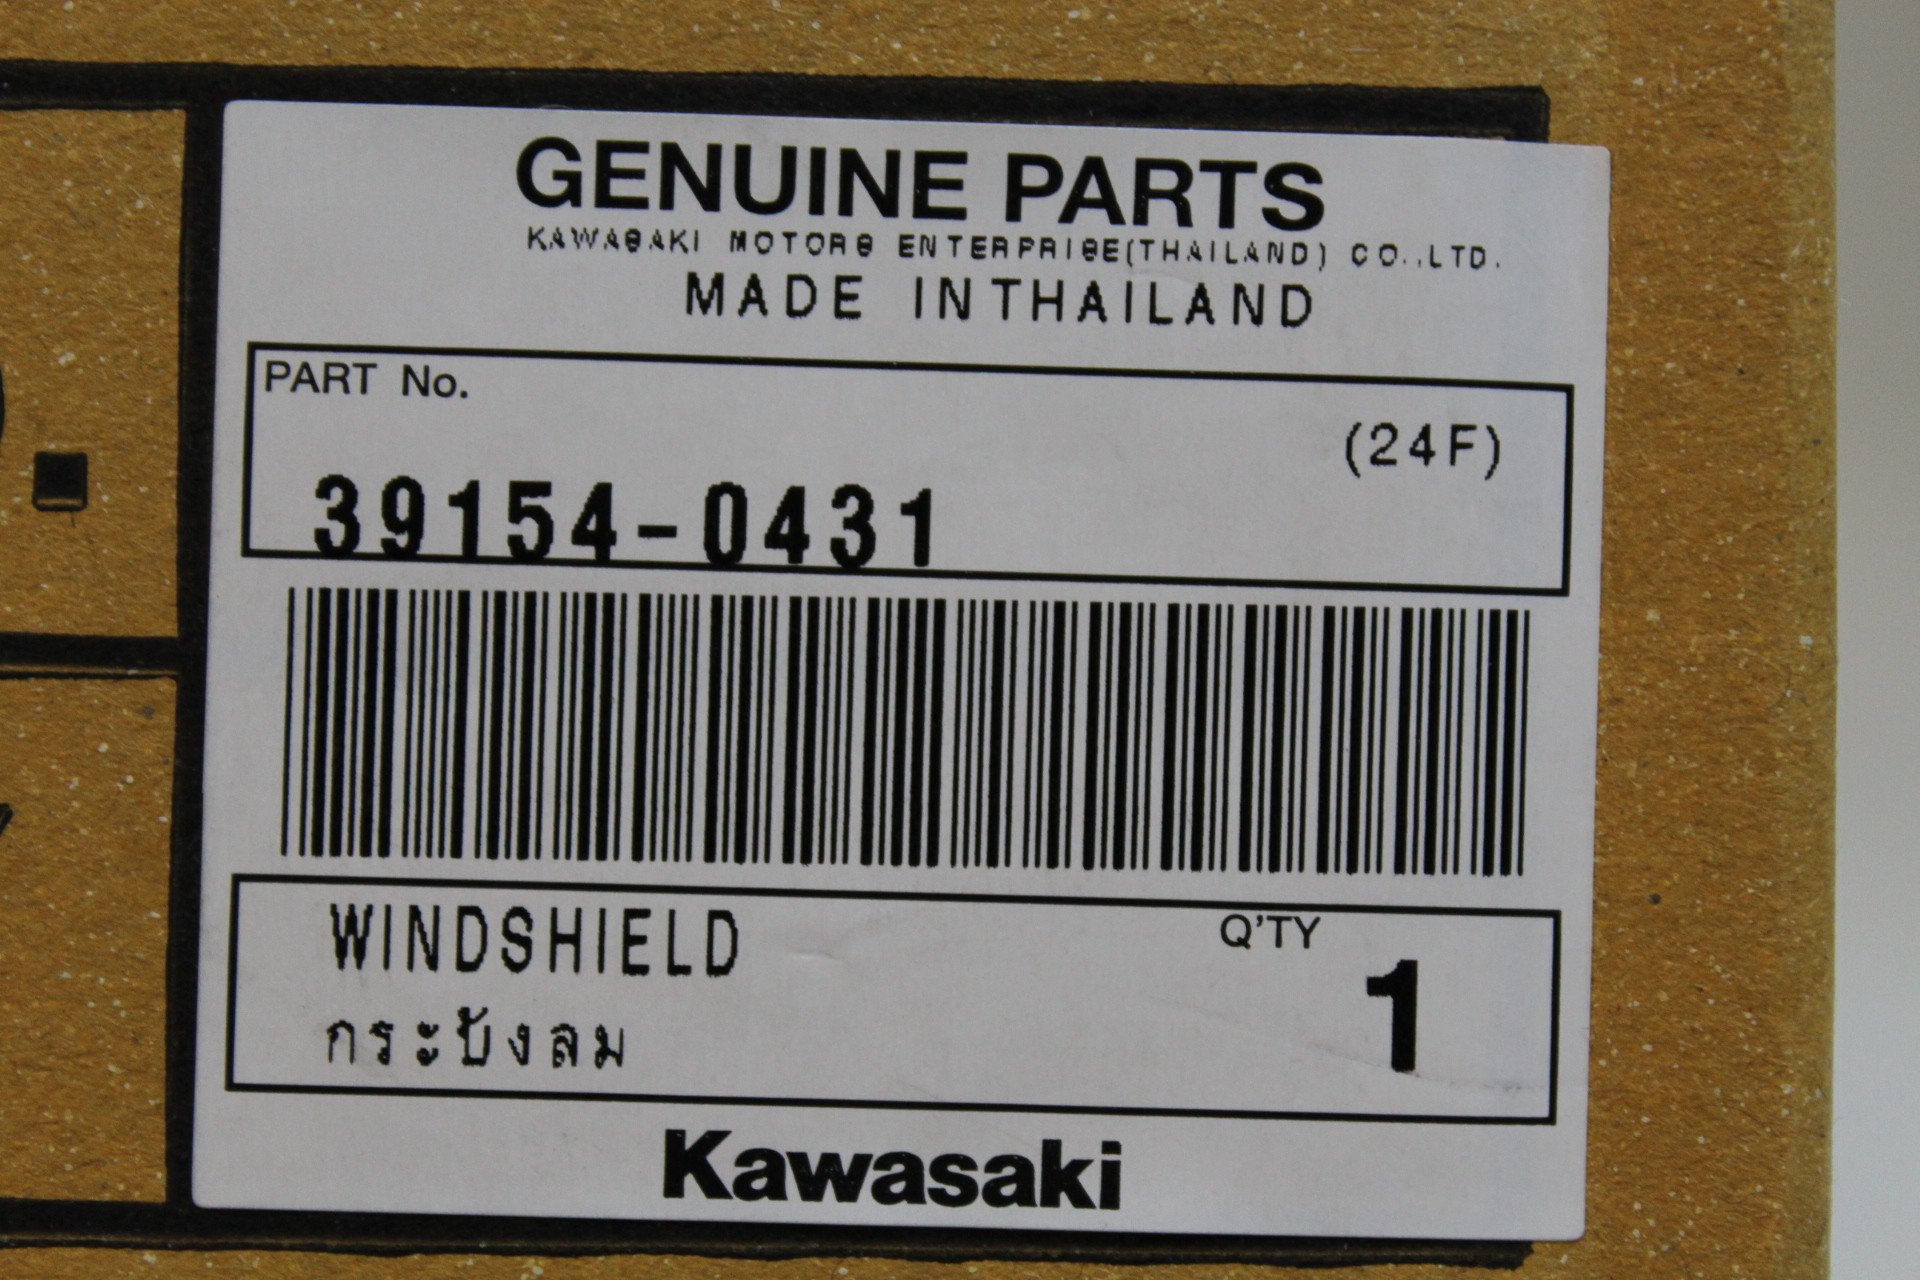 GENUINE PARTS
KAWASAKI MOTORS ENTERPRISE(THAILAND) CO.,LTD.
MADE INTHAILAND
PART No.
(24F)
39154-0431
WINDSHIELD
Q'TY
1
กระบังลม
Kawasaki